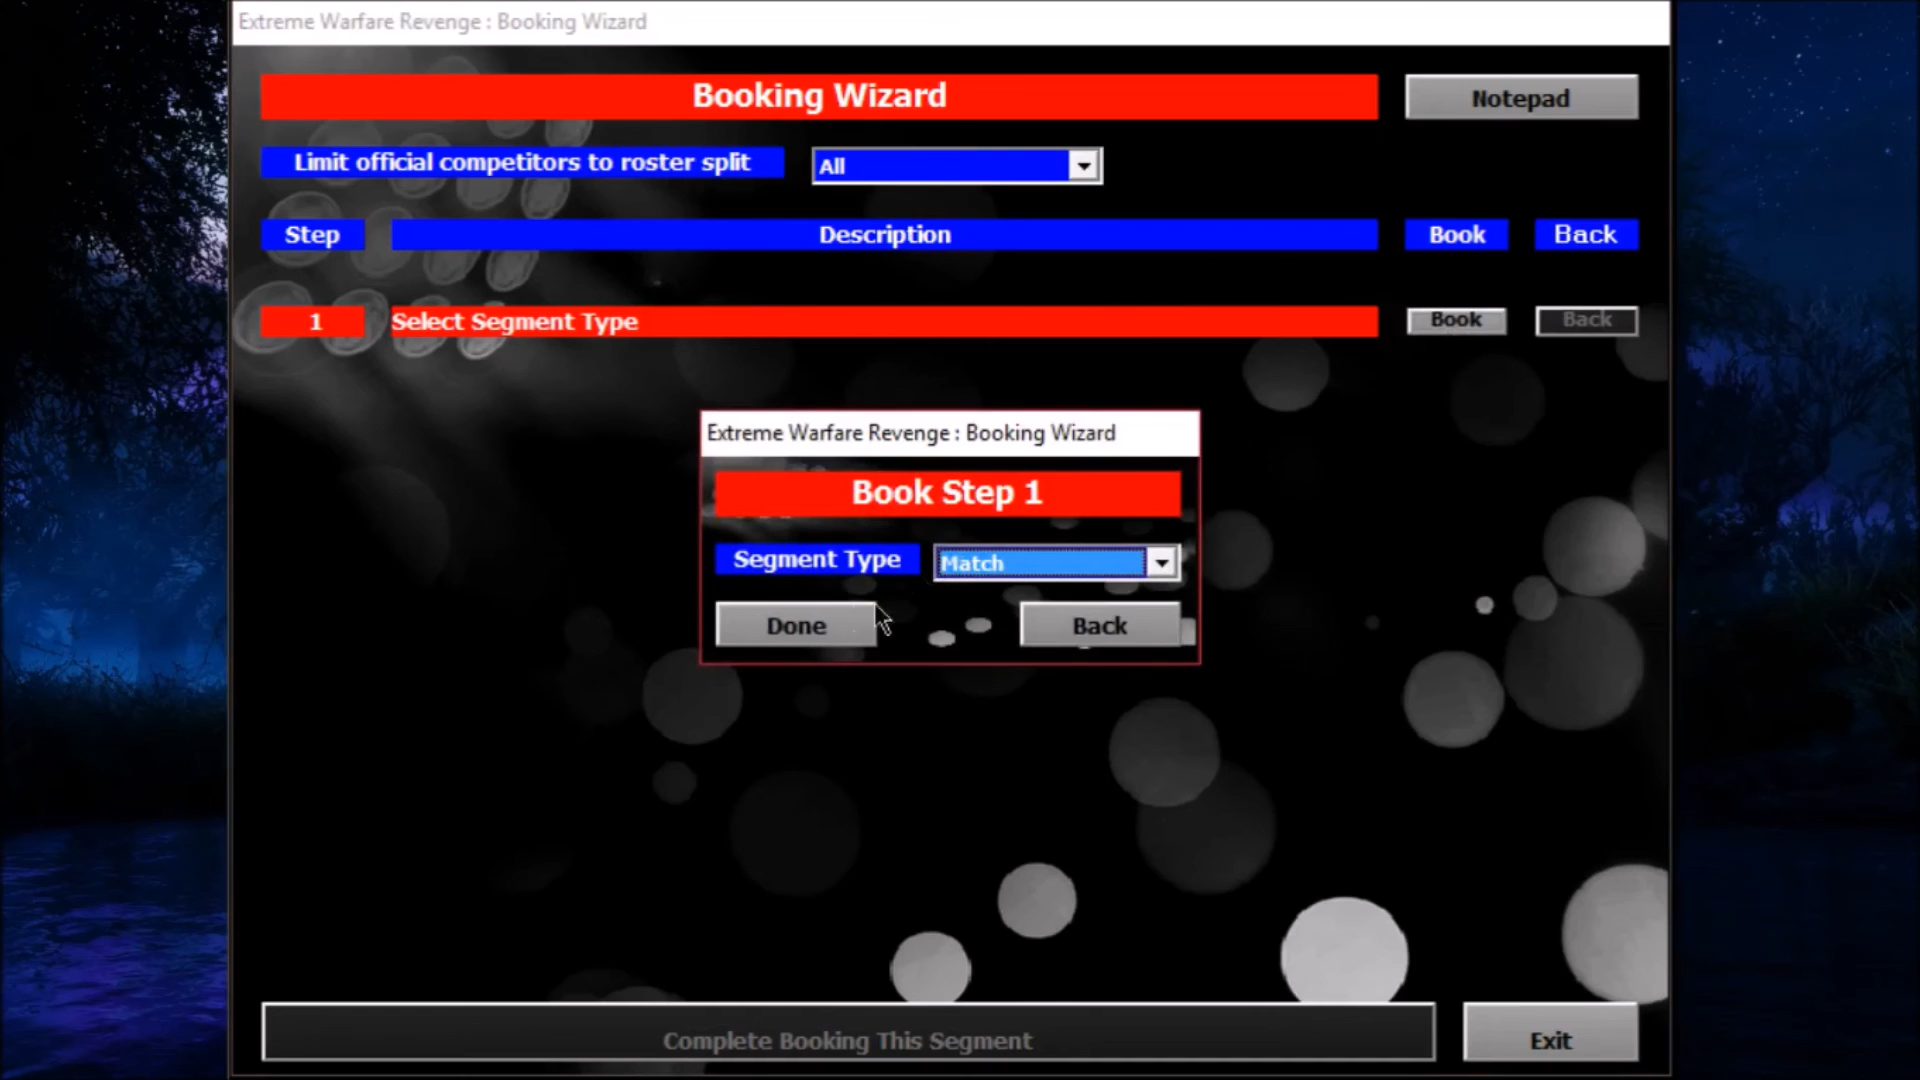 Extreme Warfare Revenge : Booking Wizard
Booking Wizard
Notepad
Limit official competitors to roster split
All
Step
Description
Book
Back
1
Select Segment Type
Book
Back
Extreme Warfare Revenge : Booking Wizard
Book Step 1
Segment Type
Match
Done
Back
Complete Booking This Segment
Exit